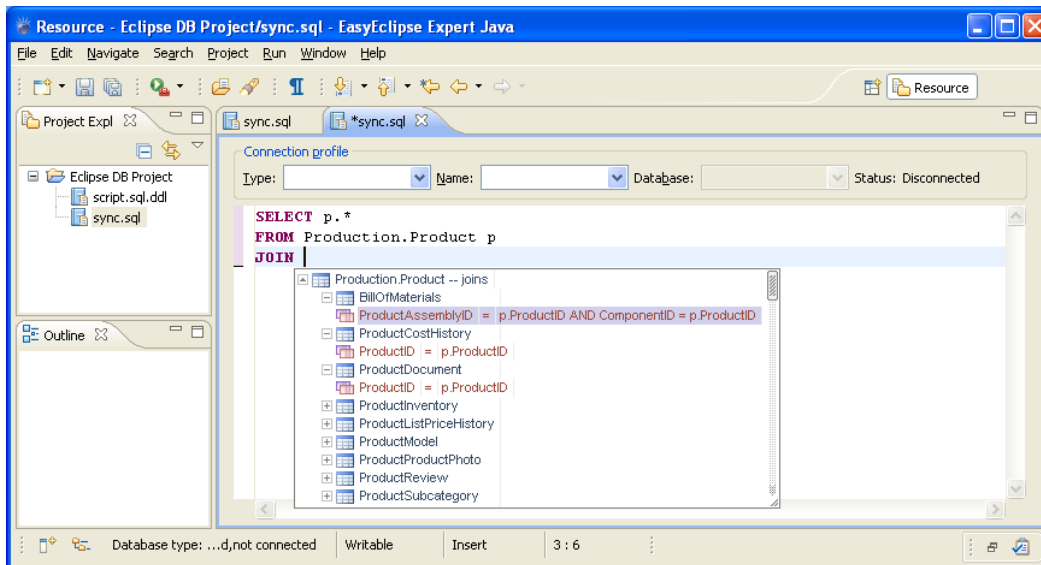 Resource - Eclipse DB Project/sync.sql - EasyEclipse Expert Java
File Edit Navigate Search Project Run Window Help
Resource
Project Expl
sync.sql
*sync.sql
Connection profile
Type: Name: Database: Status: Disconnected
Eclipse DB Project
script.sql.ddl
sync.sql
SELECT p.*
FROM Production.Product p
JOIN
Production.Product -- joins
BillOfMaterials
ProductAssemblyID = p.ProductID AND ComponentID = p.ProductID
ProductCostHistory
ProductID = p.ProductID
ProductDocument
ProductID = p.ProductID
ProductInventory
ProductListPriceHistory
ProductModel
ProductProductPhoto
ProductReview
ProductSubcategory
Outline
Database type: ...d,not connected Writable Insert 3 : 6